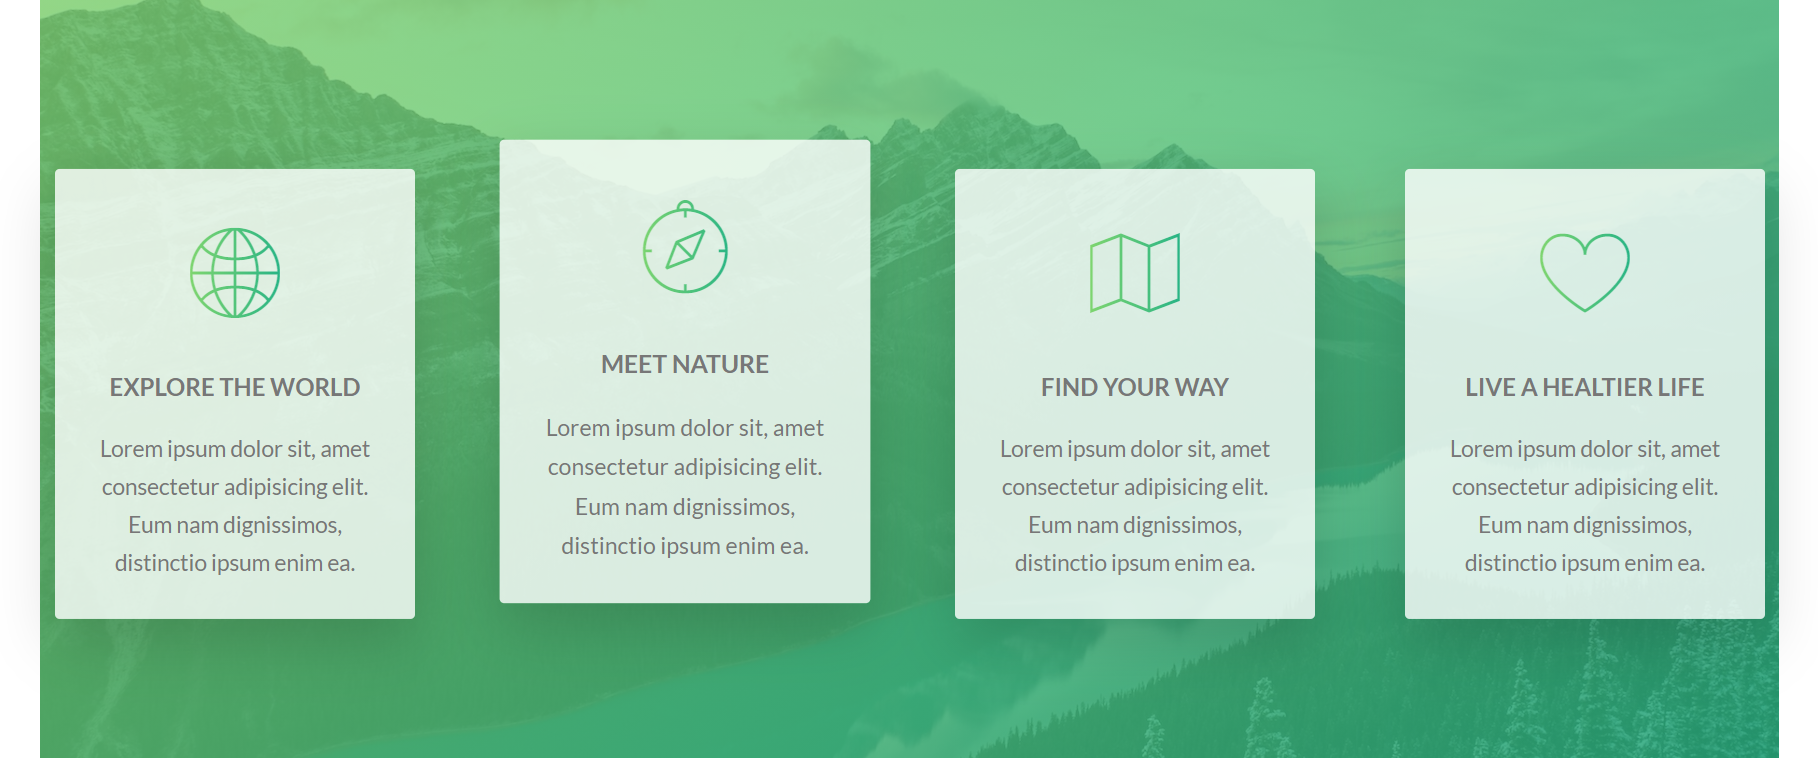 EXPLORE THE WORLD
Lorem ipsum dolor sit, amet
consectetur adipisicing elit.
Eum nam dignissimos,
distinctio ipsum enim ea.
MEET NATURE
Lorem ipsum dolor sit, amet
consectetur adipisicing elit.
Eum nam dignissimos,
distinctio ipsum enim ea.
FIND YOUR WAY
Lorem ipsum dolor sit, amet
consectetur adipisicing elit.
Eum nam dignissimos,
distinctio ipsum enim ea.
LIVE A HEALTIER LIFE
Lorem ipsum dolor sit, amet
consectetur adipisicing elit.
Eum nam dignissimos,
distinctio ipsum enim ea.